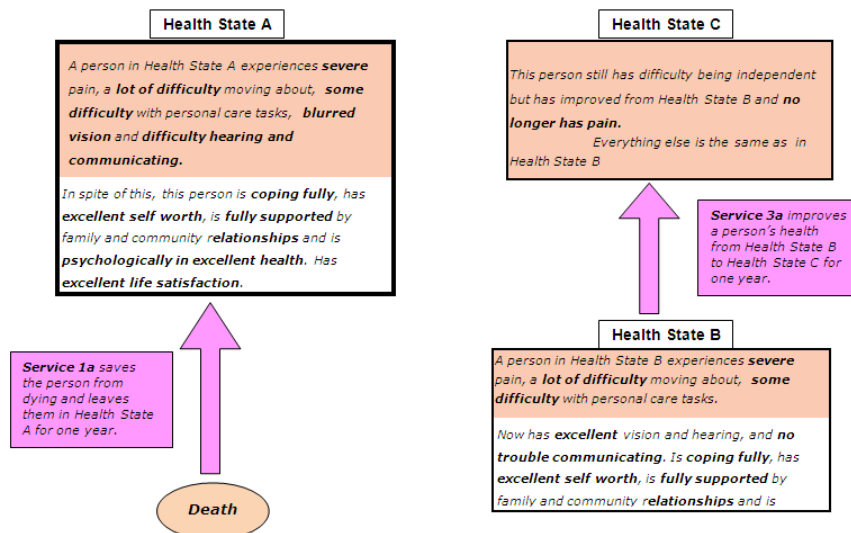 Health State A
A person in Health State A experiences severe
pain, a lot of difficulty moving about, some
difficulty with personal care tasks, blurred
vision and difficulty hearing and
communicating.
In spite of this, this person is coping fully, has
excellent self worth, is fully supported by
family and community relationships and is
psychologically in excellent health. Has
excellent life satisfaction.
Service 1a saves
the person from
dying and leaves
them in Health State
A for one year.
Death
Health State C
This person still has difficulty being independent
but has improved from Health State B and no
longer has pain.
Everything else is the same as in
Health State B
Service 3a improves
a person's health
from Health State B
to Health State C for
one year.
Health State B
A person in Health State B experiences severe
pain, a lot of difficulty moving about, some
difficulty with personal care tasks.
Now has excellent vision and hearing, and no
trouble communicating. Is coping fully, has
excellent self worth, is fully supported by
family and community relationships and is